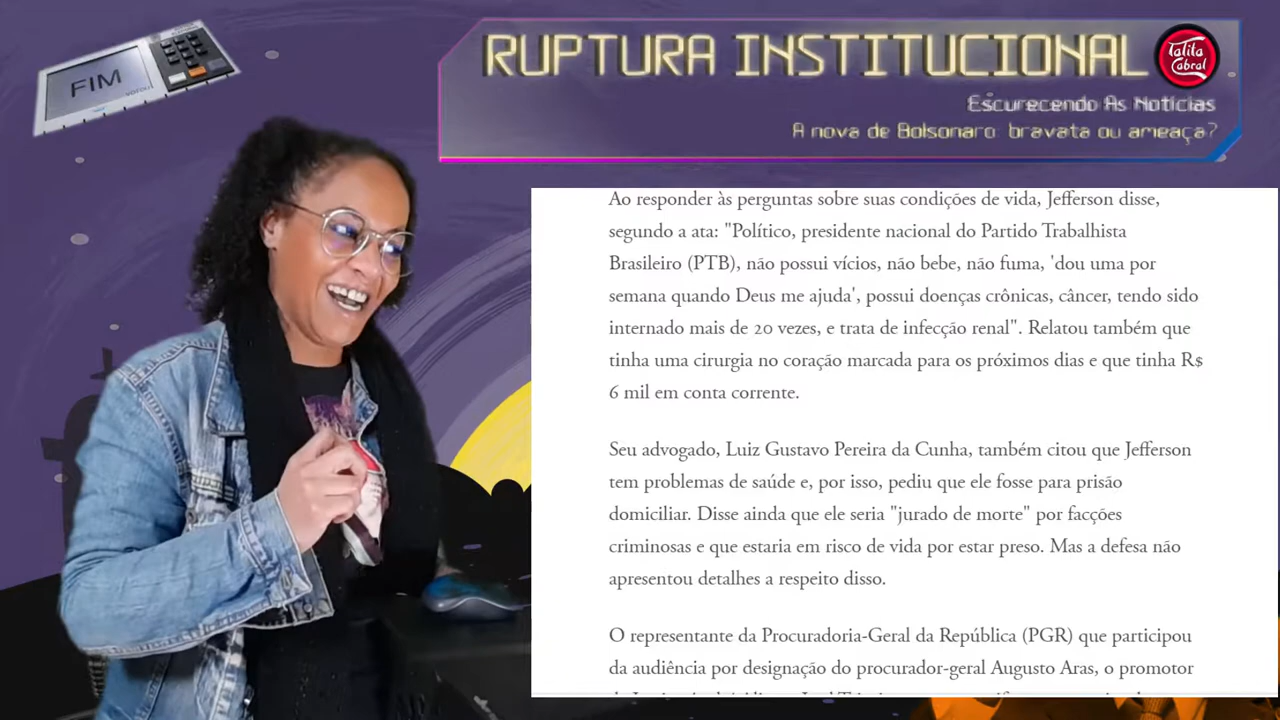 FIM
RUPTURA INSTITUCIONAL
Talita
Cabral
Escurecendo As Notícias
A nova de Bolsonaro: bravata ou ameaça?
Ao responder às perguntas sobre suas condições de vida, Jefferson disse,
segundo a ata: "Político, presidente nacional do Partido Trabalhista
Brasileiro (PTB), não possui vícios, não bebe, não fuma, 'dou uma por
semana quando Deus me ajuda', possui doenças crônicas, câncer, tendo sido
internado mais de 20 vezes, e trata de infecção renal". Relatou também que
tinha uma cirurgia no coração marcada para os próximos dias e que tinha R$
6 mil em conta corrente.
Seu advogado, Luiz Gustavo Pereira da Cunha, também citou que Jefferson
tem problemas de saúde e, por isso, pediu que ele fosse para prisão
domiciliar. Disse ainda que ele seria "jurado de morte" por facções
criminosas e que estaria em risco de vida por estar preso. Mas a defesa não
apresentou detalhes a respeito disso.
O representante da Procuradoria-Geral da República (PGR) que participou
da audiência por designação do procurador-geral Augusto Aras, o promotor